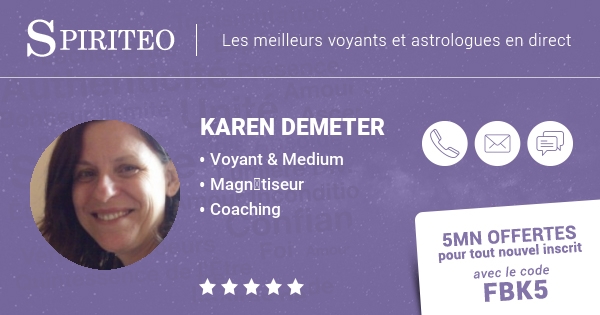 SPIRITEO
Les meilleurs voyants et astrologues en direct
KAREN DEMETER
• Voyant & Medium
• Magn▯tiseur
• Coaching
5MN OFFERTES
pour tout nouvel inscrit
avec le code
FBK5